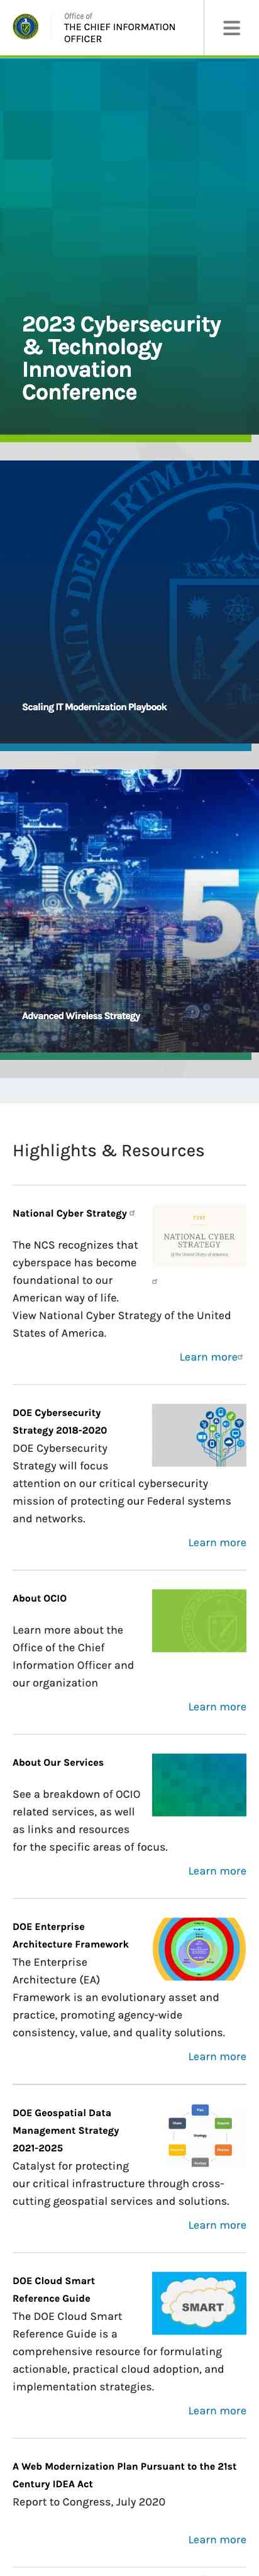 Office of
THE CHIEF INFORMATION
OFFICER
2023 Cybersecurity
& Technology
Innovation
Conference
Scaling IT Modernization Playbook
Advanced Wireless Strategy
Highlights & Resources
National Cyber Strategy
NATIONAL CYBER
STRATEGY
of the United States of America
The NCS recognizes that
cyberspace has become
foundational to our
American way of life.
View National Cyber Strategy of the United
States of America.
Learn more
DOE Cybersecurity
Strategy 2018-2020
DOE Cybersecurity
Strategy will focus
attention on our critical cybersecurity
mission of protecting our Federal systems
and networks.
Learn more
About OCIO
Learn more about the
Office of the Chief
Information Officer and
our organization
Learn more
About Our Services
See a breakdown of OCIO
related services, as well
as links and resources
for the specific areas of focus.
Learn more
DOE Enterprise
Architecture Framework
The Enterprise
Architecture (EA)
Framework is an evolutionary asset and
practice, promoting agency-wide
consistency, value, and quality solutions.
Learn more
DOE Geospatial Data
Management Strategy
2021-2025
Catalyst for protecting
our critical infrastructure through cross-
cutting geospatial services and solutions.
Learn more
DOE Cloud Smart
Reference Guide
SMART
The DOE Cloud Smart
Reference Guide is a
comprehensive resource for formulating
actionable, practical cloud adoption, and
implementation strategies.
Learn more
A Web Modernization Plan Pursuant to the 21st
Century IDEA Act
Report to Congress, July 2020
Learn more